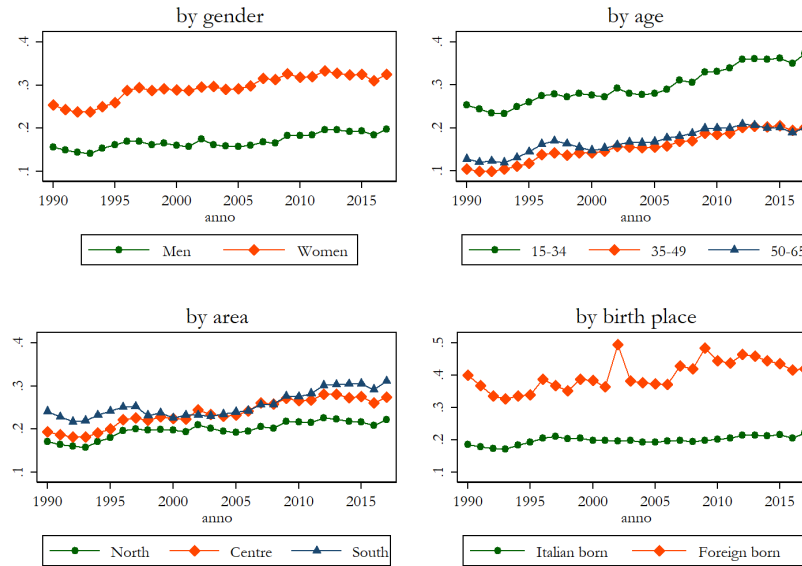 by gender
.4
.3
.2
.1
1990 1995 2000 2005 2010 2015
anno
Men Women
by age
.4
.3
.2
.1
1990 1995 2000 2005 2010 2015
anno
15-34 35-49 50-65
by area
.4
.3
.2
.1
1990 1995 2000 2005 2010 2015
anno
North Centre South
by birth place
.5
.4
.3
.2
.1
1990 1995 2000 2005 2010 2015
anno
Italian born Foreign born